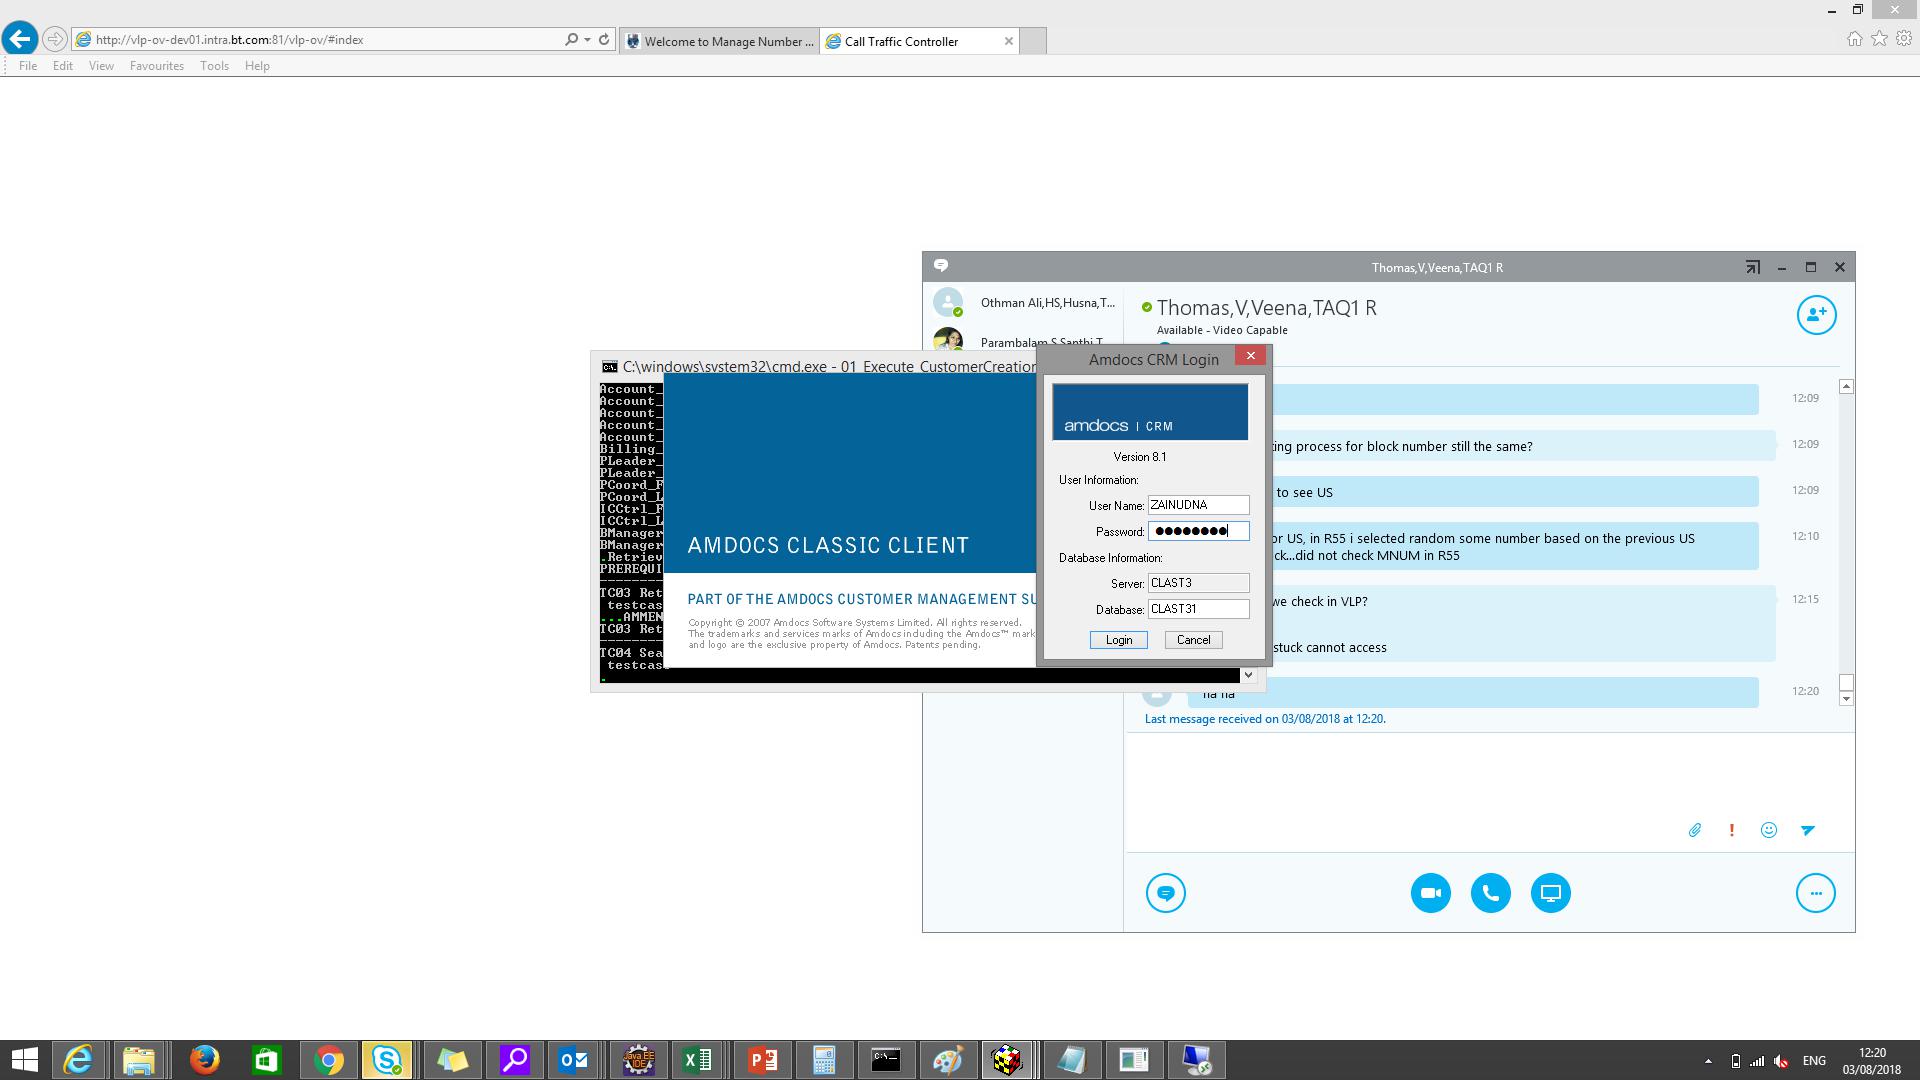 http://vlp-ov-dev01.intra.bt.com:81/vlp-ov/#index
Welcome to Manage Number ...
Call Traffic Controller
File Edit View Favourites Tools Help
Thomas,V,Veena,TAQ1 R
Othman Ali,HS,Husna,T...
Parambalam,S,Santhi,T
Thomas,V,Veena,TAQ1 R
Available - Video Capable
C:\windows\system32\cmd.exe - 01_Execute_CustomerCreation
Account_
Account_
Account_
Account_
Account_
Billing_
PLeader_
PLeader_
PCoord_F
PCoord_L
ICCtrl_F
ICCtrl_L
BManager
BManager
.Retriev
PREREQUI
TC03 Ret
testcas
...AMMEN
TC03 Ret
TC04 Sea
testcas
.
AMDOCS CLASSIC CLIENT
PART OF THE AMDOCS CUSTOMER MANAGEMENT SU
Copyright © 2007 Amdocs Software Systems Limited. All rights reserved.
The trademarks and services marks of Amdocs including the Amdocs™ mark
and logo are the exclusive property of Amdocs. Patents pending.
Amdocs CRM Login
amdocs | CRM
Version 8.1
User Information:
User Name: ZAINUDNA
Password: ●●●●●●●●
Database Information:
Server: CLAST3
Database: CLAST31
Login Cancel
12:09
ing process for block number still the same? 12:09
to see US 12:09
or US, in R55 i selected random some number based on the previous US 12:10
ck...did not check MNUM in R55
we check in VLP? 12:15
stuck cannot access
ha ha 12:20
Last message received on 03/08/2018 at 12:20.
ENG
12:20
03/08/2018